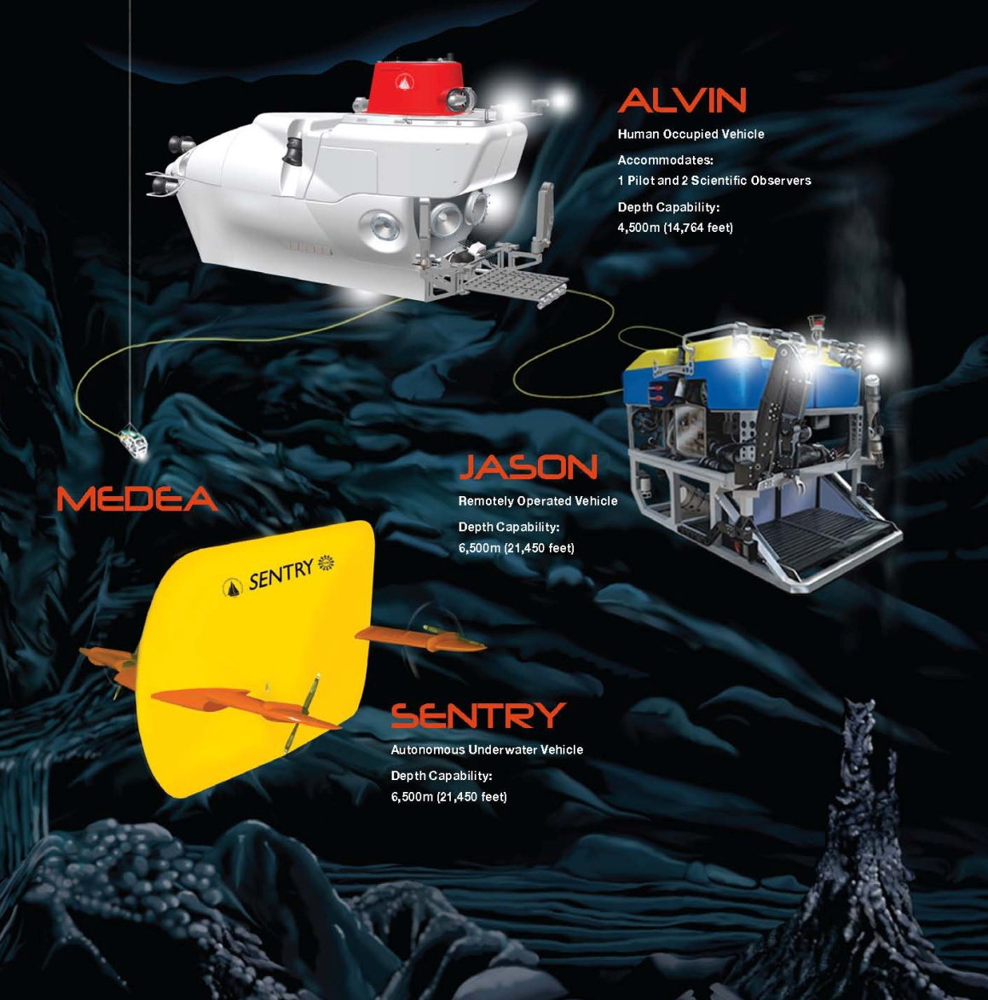 ALVIN
Human Occupied Vehicle
Accommodates:
1 Pilot and 2 Scientific Observers
Depth Capability:
4,500m (14,764 feet)
JASON
Remotely Operated Vehicle
Depth Capability:
6,500m (21,450 feet)
MEDEA
SENTRY
SENTRY
Autonomous Underwater Vehicle
Depth Capability:
6,500m (21,450 feet)